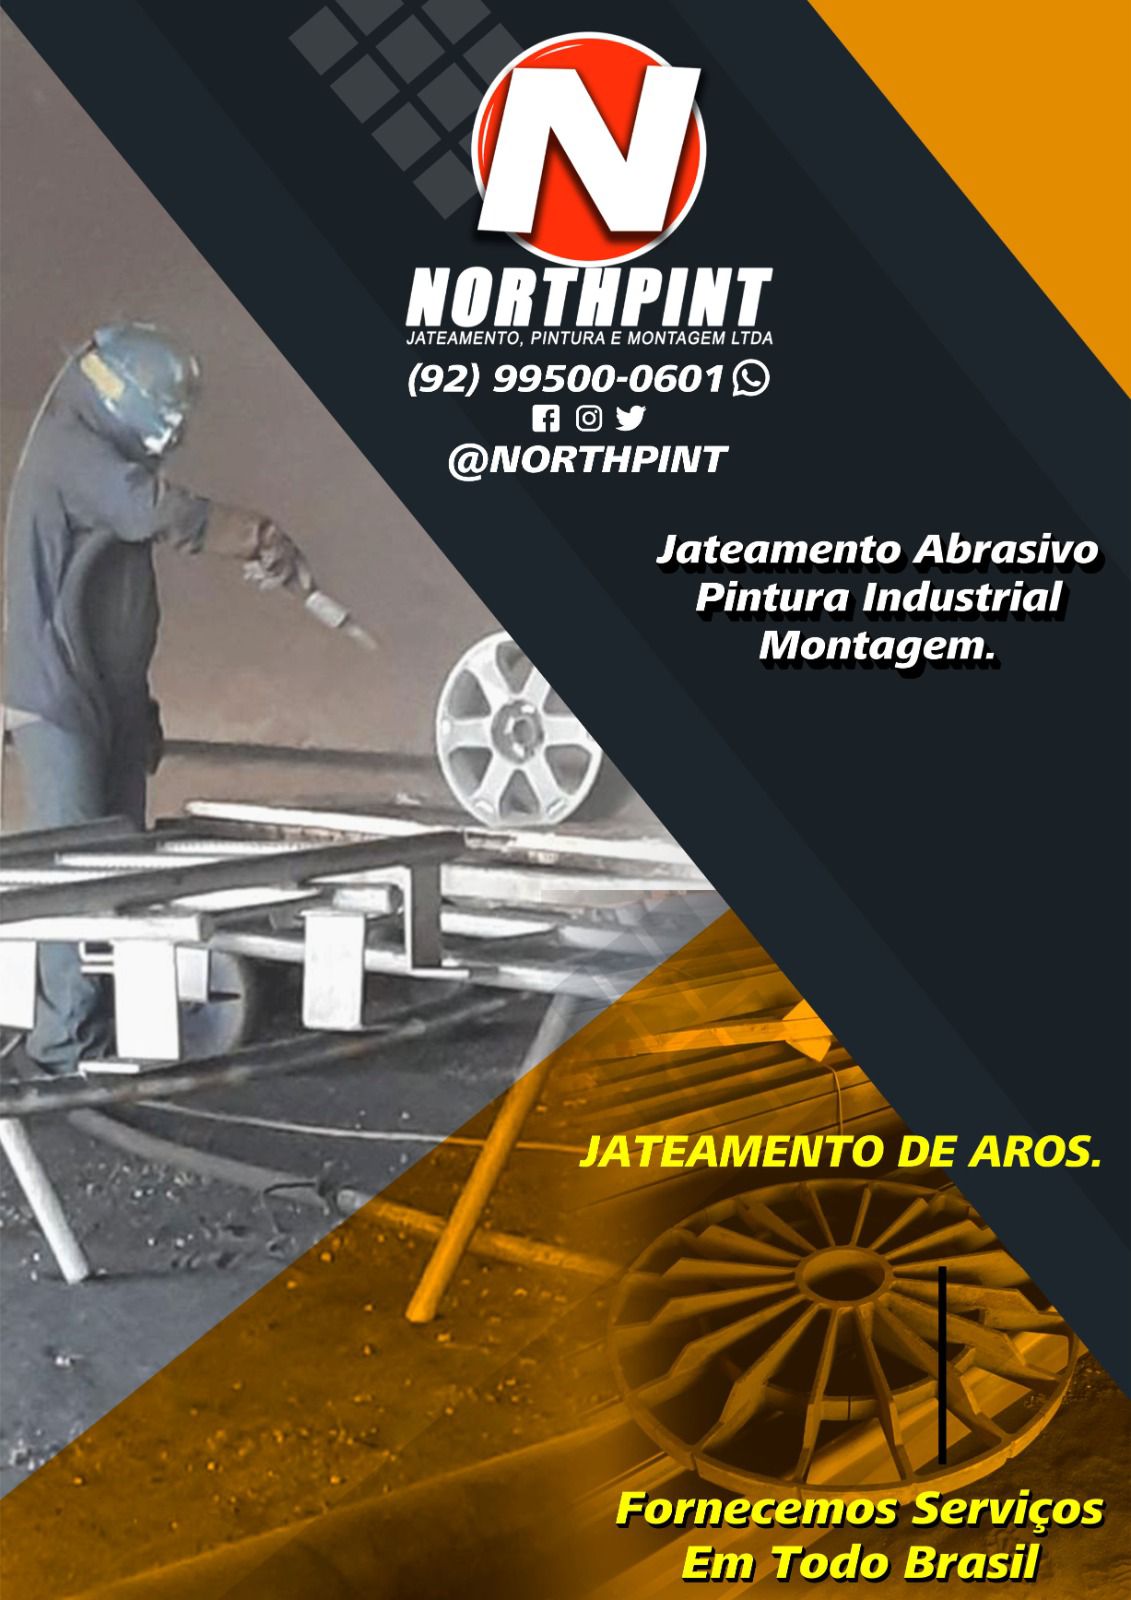 N
NORTHPINT
JATEAMENTO, PINTURA E MONTAGEM LTDA
(92) 99500-0601
@NORTHPINT
Jateamento Abrasivo
Pintura Industrial
Montagem.
JATEAMENTO DE AROS.
Fornecemos Serviços
Em Todo Brasil